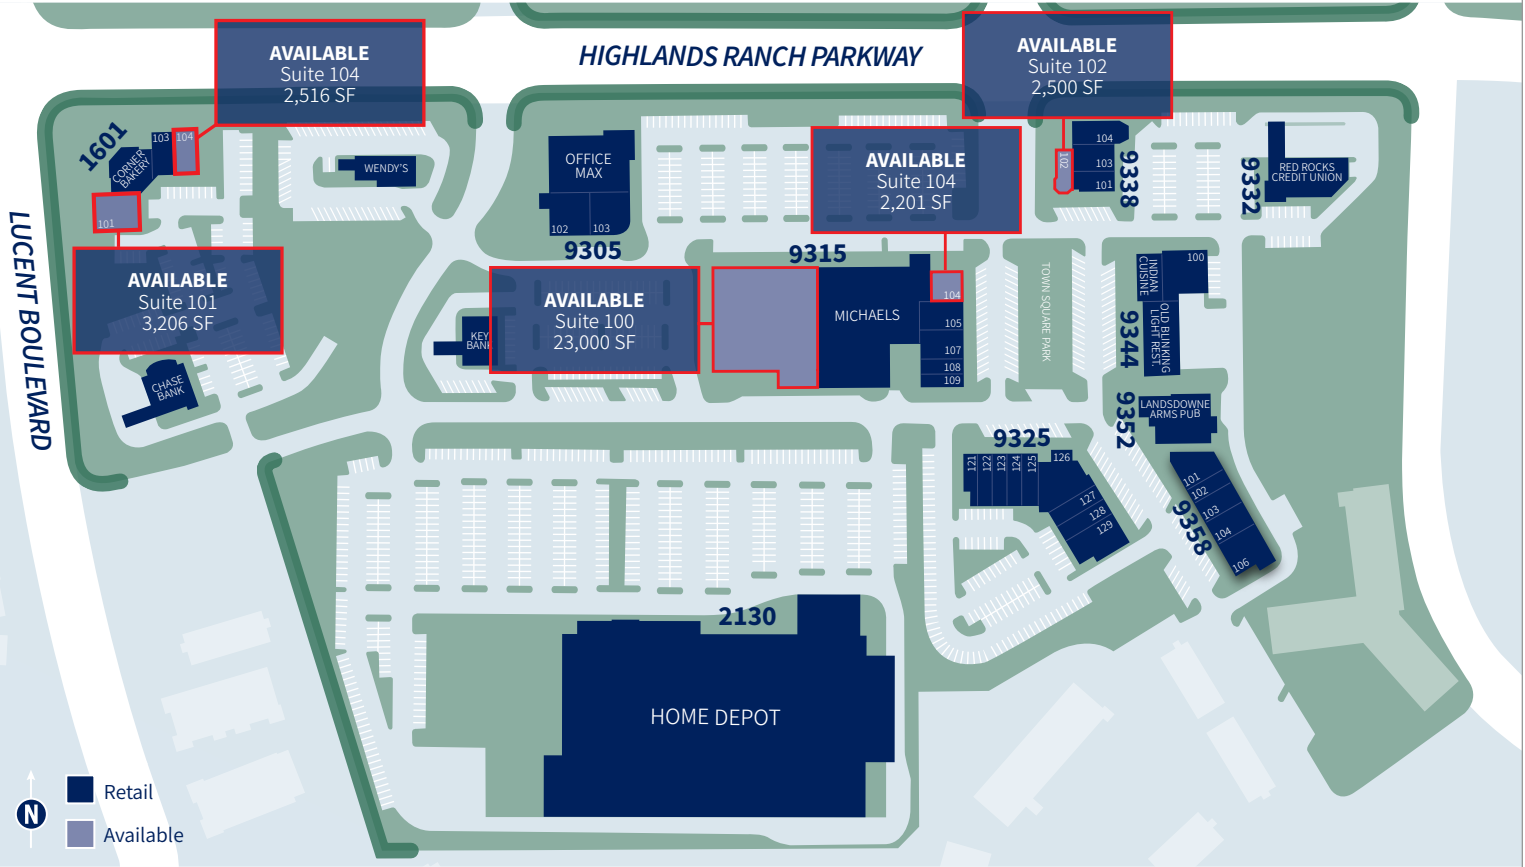 HIGHLANDS RANCH PARKWAY
AVAILABLE
Suite 104
2,516 SF
AVAILABLE
Suite 102
2,500 SF
1601
CORNER
BAKERY
103
104
101
WENDY'S
OFFICE
MAX
102
103
9305
AVAILABLE
Suite 104
2,201 SF
102
104
103
101
9338
9332
RED ROCKS
CREDIT UNION
LUCENT BOULEVARD
AVAILABLE
Suite 101
3,206 SF
CHASE
BANK
KEY
BANK
AVAILABLE
Suite 100
23,000 SF
9315
MICHAELS
104
105
107
108
109
TOWN SQUARE PARK
INDIAN
CUISINE
100
9344
OLD BLINKING
LIGHT REST.
9352
LANDSDOWNE
ARMS PUB
9325
121
122
123
124
125
126
127
128
129
9358
101
102
103
104
106
2130
HOME DEPOT
N
Retail
Available